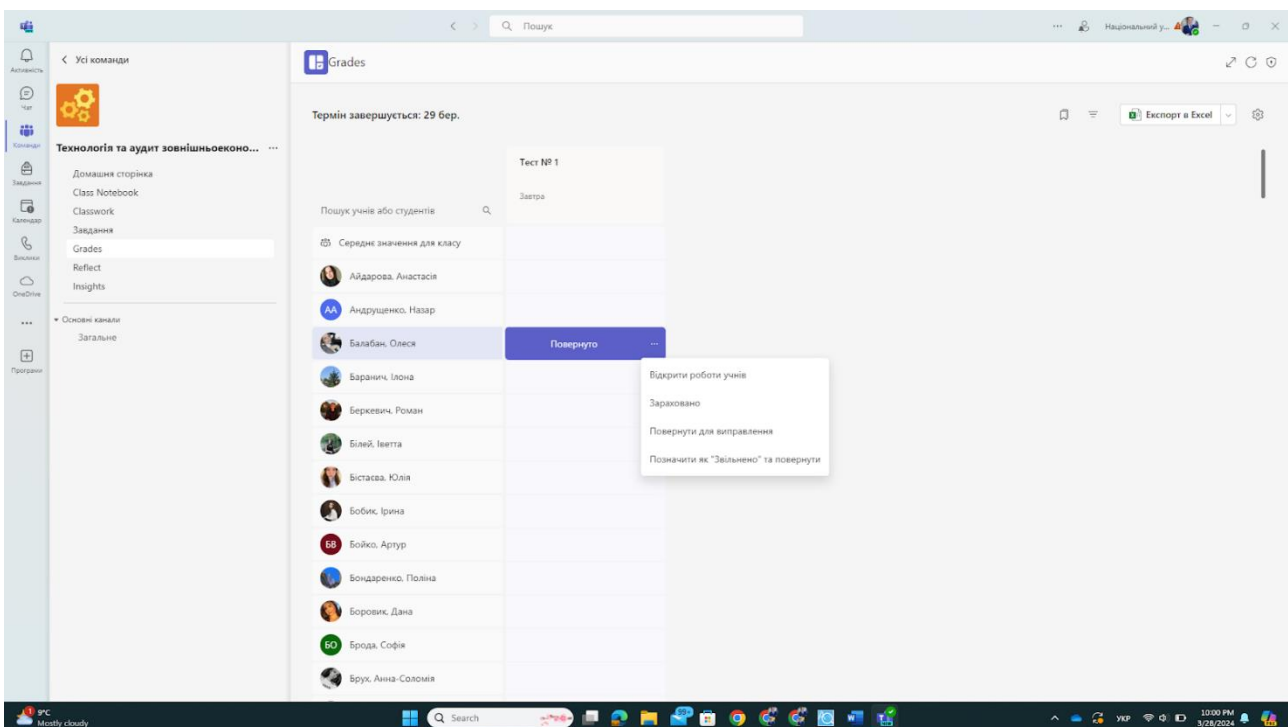 Пошук
Національний у...
Активність
Чат
Команди
Завдання
Календар
Виклики
OneDrive
Програми
Усі команди
Технологія та аудит зовнішньоеконо...
Домашня сторінка
Class Notebook
Classwork
Завдання
Grades
Reflect
Insights
Основні канали
Загальне
Grades
Термін завершується: 29 бер.
Експорт в Excel
Тест № 1
Завтра
Пошук учнів або студентів
Середнє значення для класу
Айдарова, Анастасія
АА Андрущенко, Назар
Балабан, Олеся
Повернуто
Відкрити роботи учнів
Зараховано
Повернути для виправлення
Позначити як "Звільнено" та повернути
Баранич, Ілона
Беркевич, Роман
Білей, Іветта
Бістаєва, Юлія
Бобик, Ірина
БВ Бойко, Артур
Бондаренко, Поліна
Боровик, Дана
БО Брода, Софія
Брух, Анна-Соломія
1
9°C
Mostly cloudy
Search
99+
УКР
10:00 PM
3/28/2024